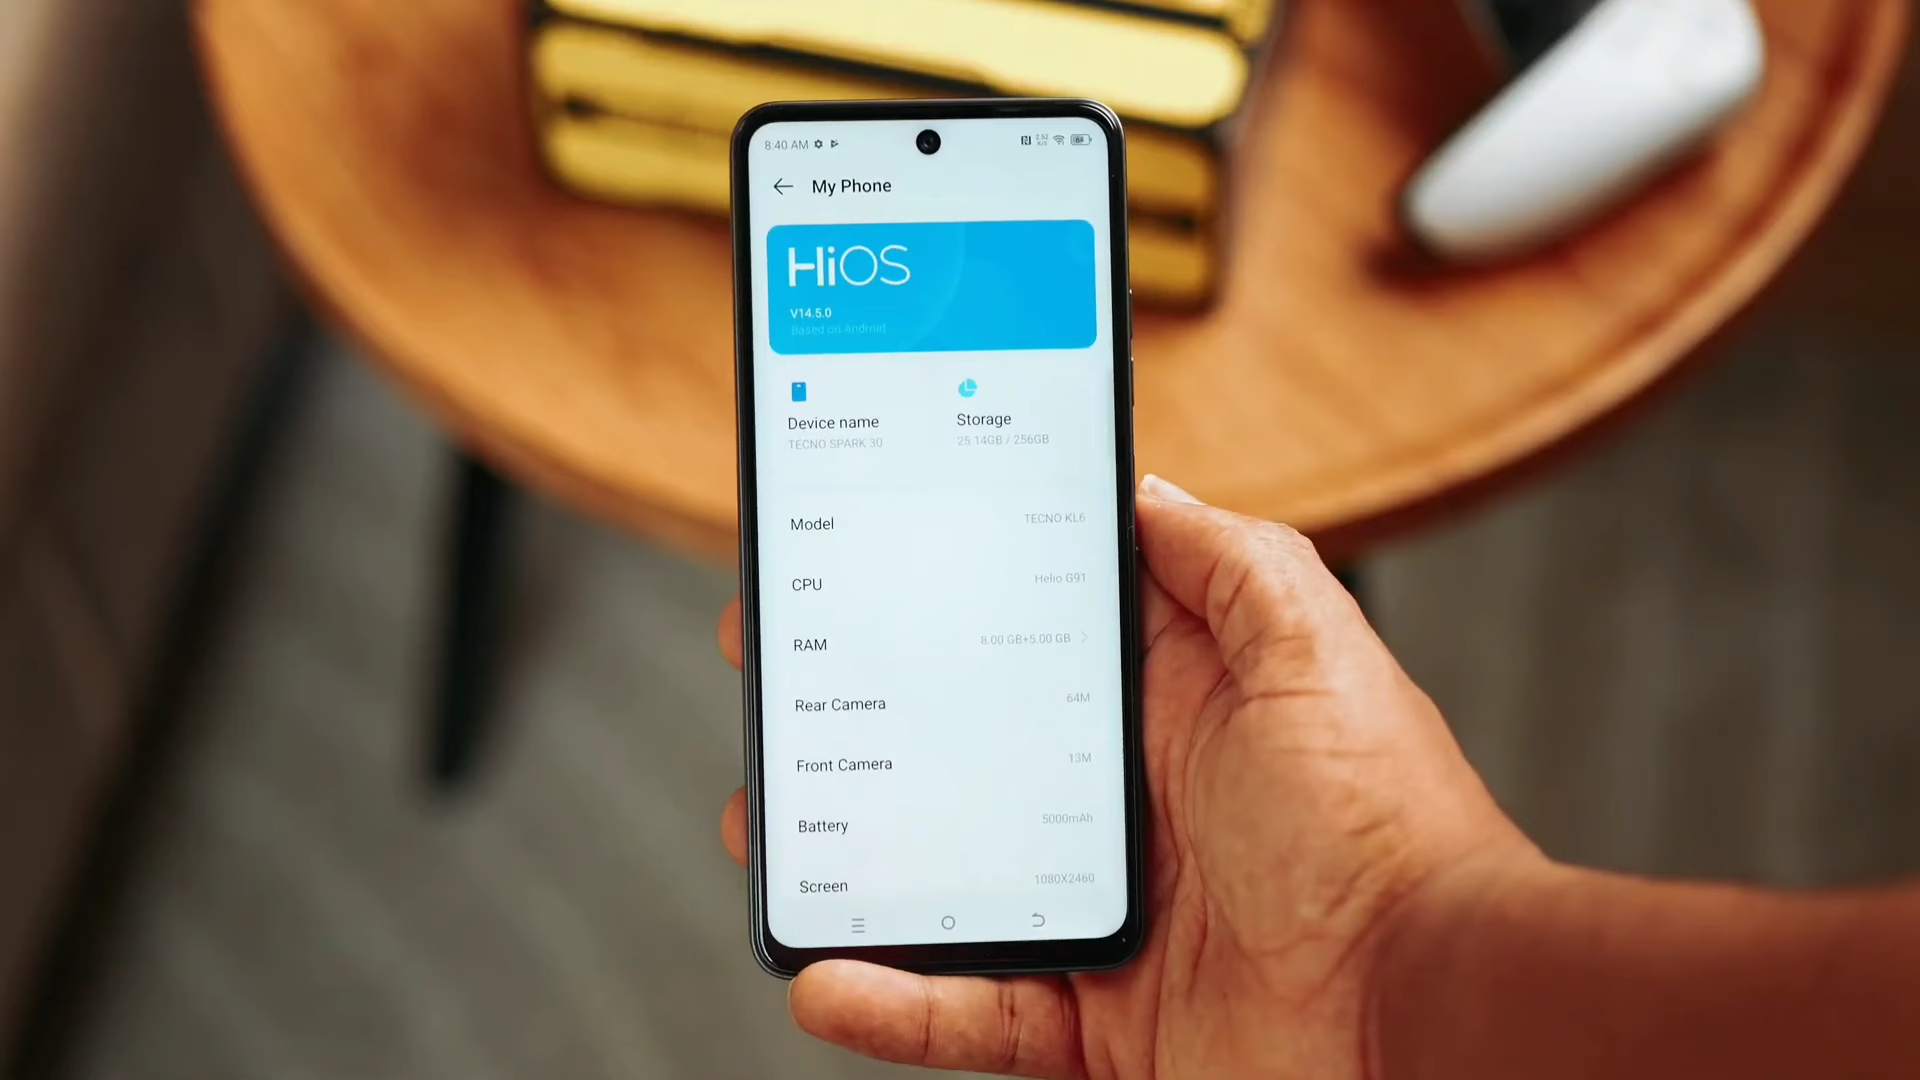 8:40 AM
My Phone
HiOS
V14.5.0
Based on Android
Device name
TECNO SPARK 30
Storage
25.14GB / 256GB
Model TECNO KL6
CPU Helio G91
RAM 8.00 GB+5.00 GB
Rear Camera 64M
Front Camera 13M
Battery 5000mAh
Screen 1080X2460